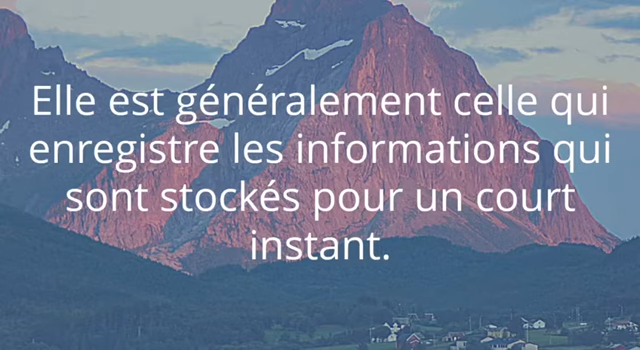 Elle est généralement celle qui
enregistre les informations qui
sont stockés pour un court
instant.